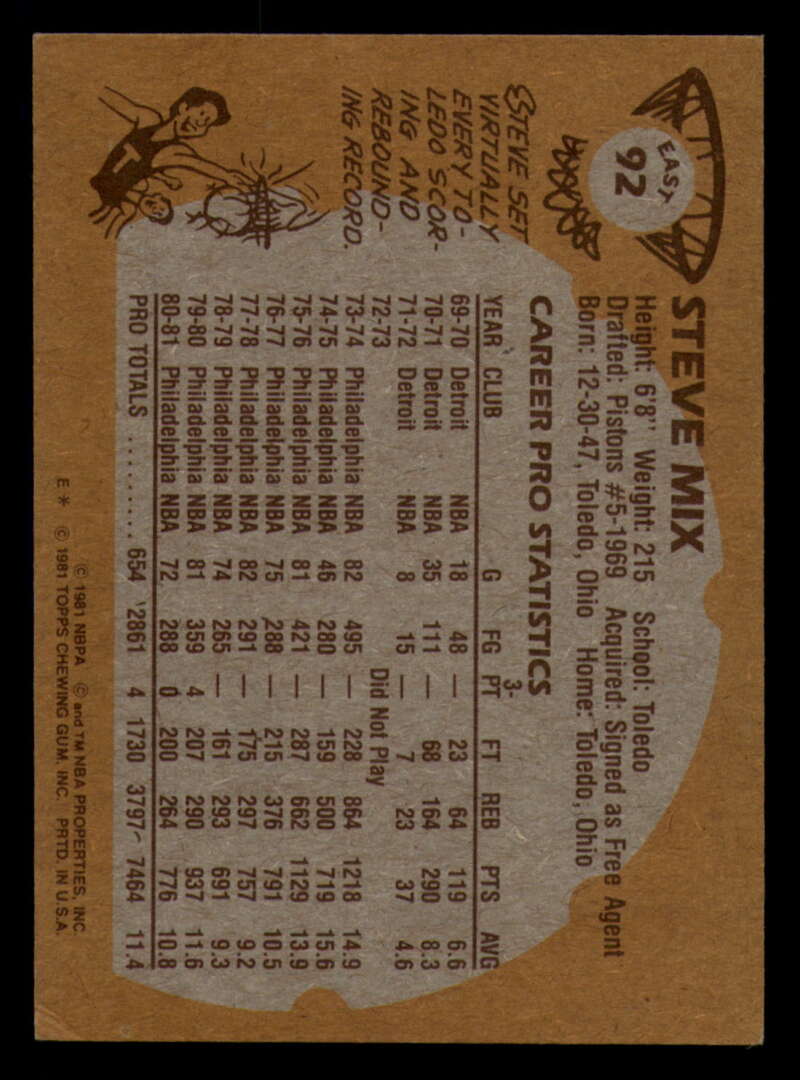 EAST
92
STEVE MIX
Height: 6'8" Weight: 215 School: Toledo
Drafted: Pistons #5-1969 Acquired: Signed as Free Agent
Born: 12-30-47, Toledo, Ohio Home: Toledo, Ohio
CAREER PRO STATISTICS
YEAR CLUB G FG 3-PT FT REB PTS AVG
69-70 Detroit NBA 18 48 — 23 64 119 6.6
70-71 Detroit NBA 35 111 — 68 164 290 8.3
71-72 Detroit NBA 8 15 — 7 23 37 4.6
72-73 Did Not Play
73-74 Philadelphia NBA 82 495 — 228 864 1218 14.9
74-75 Philadelphia NBA 46 280 — 159 500 719 15.6
75-76 Philadelphia NBA 81 421 — 287 662 1129 13.9
76-77 Philadelphia NBA 75 288 — 215 376 791 10.5
77-78 Philadelphia NBA 82 291 — 175 297 757 9.2
78-79 Philadelphia NBA 74 265 — 161 293 691 9.3
79-80 Philadelphia NBA 81 359 4 207 290 937 11.6
80-81 Philadelphia NBA 72 288 0 200 264 776 10.8
PRO TOTALS .......... 654 2861 4 1730 3797 7464 11.4
STEVE SET
VIRTUALLY
EVERY TO-
LEDO SCOR-
ING AND
REBOUND-
ING RECORD.
T
© 1981 NBPA © and TM NBA PROPERTIES, INC.
E* © 1981 TOPPS CHEWING GUM, INC. PRTD. IN U.S.A.